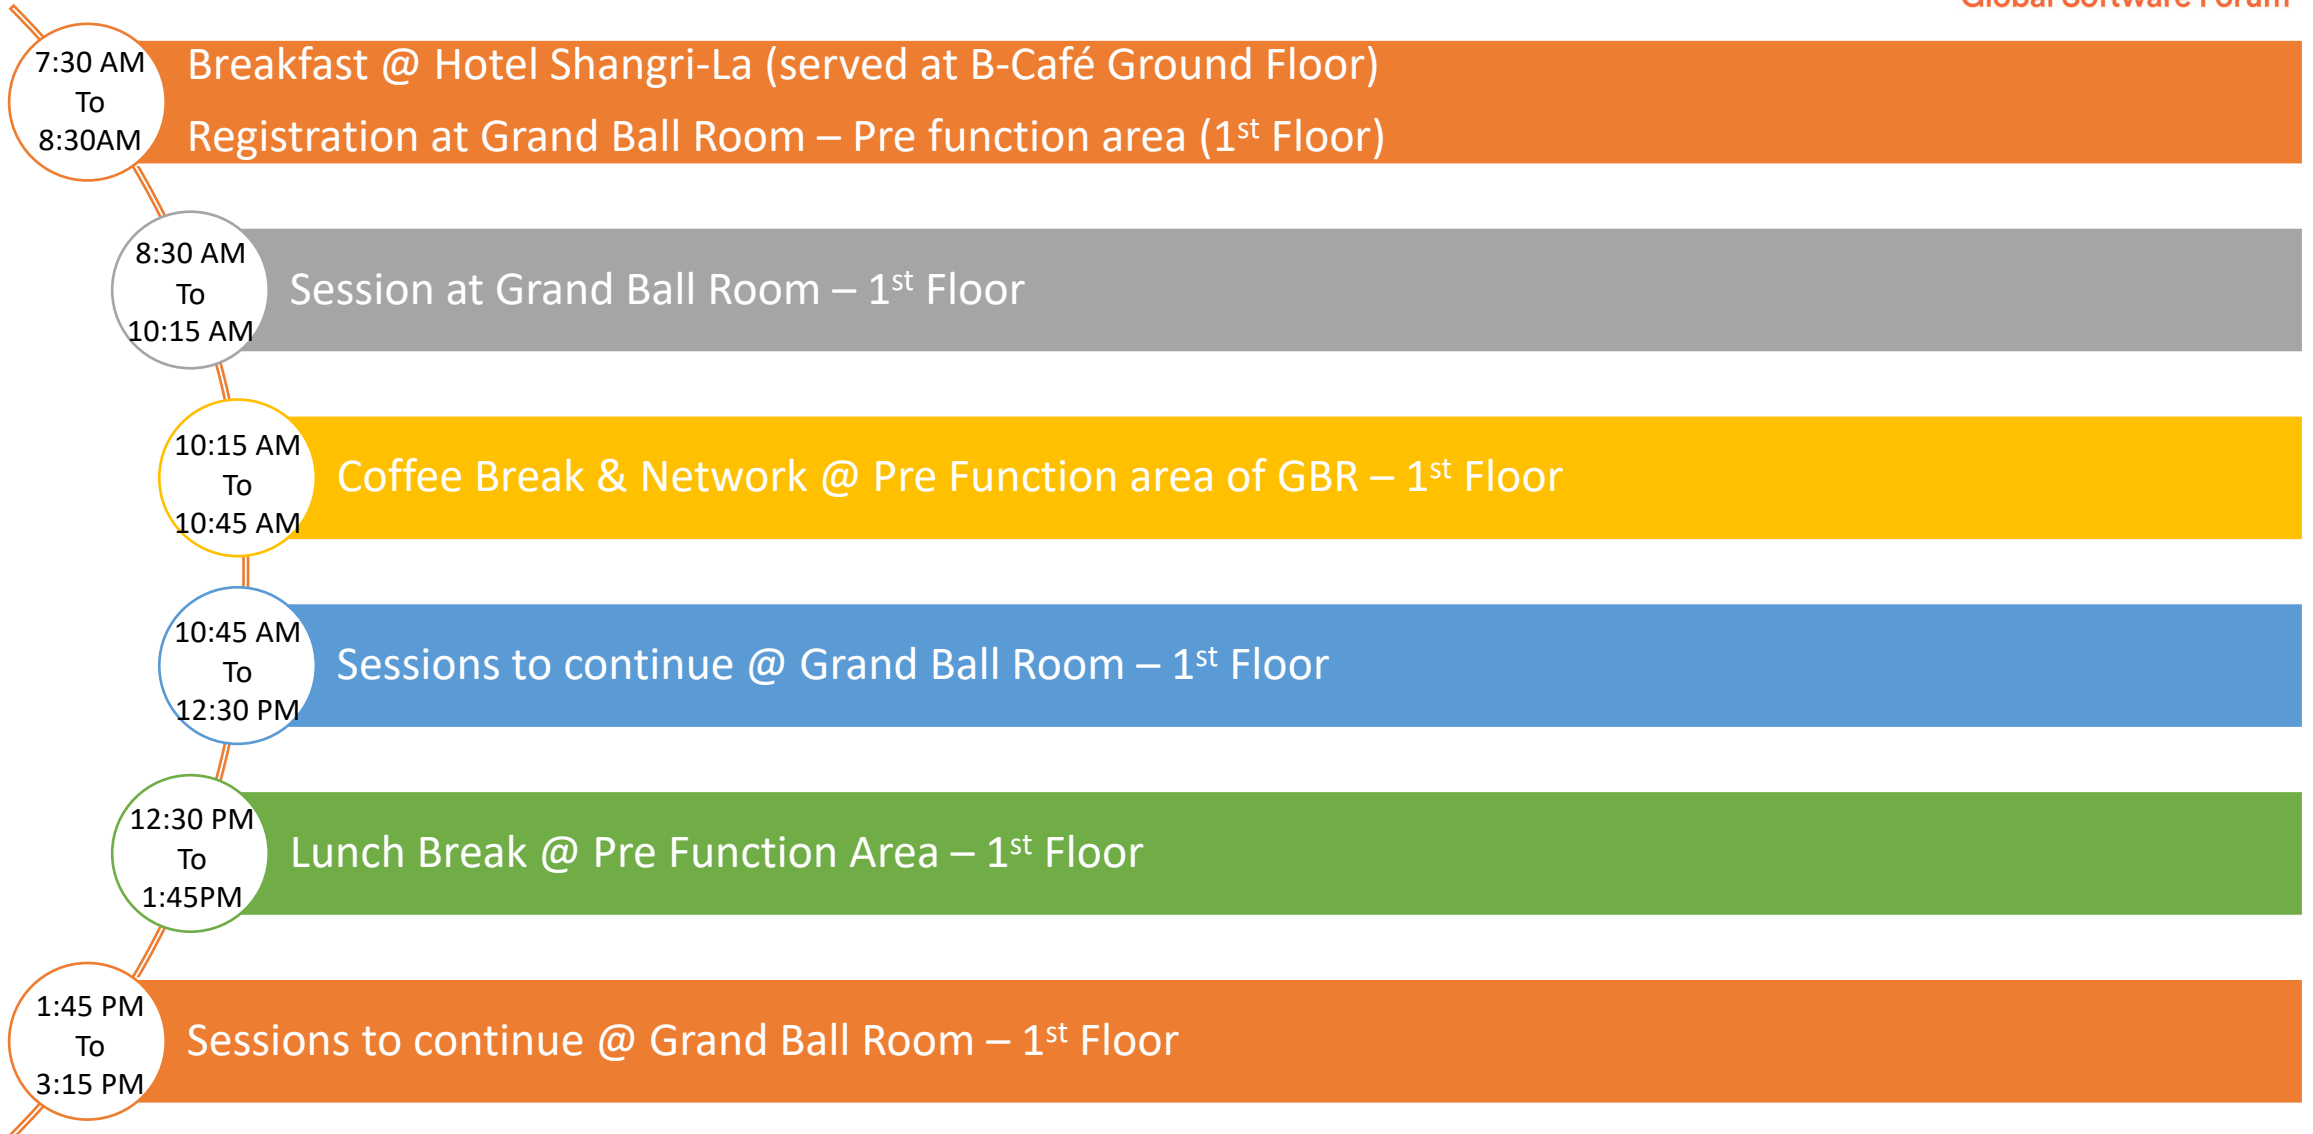 Global Software Forum
7:30 AM
To
8:30AM
Breakfast @ Hotel Shangri-La (served at B-Café Ground Floor)
Registration at Grand Ball Room – Pre function area (1st Floor)
8:30 AM
To
10:15 AM
Session at Grand Ball Room – 1st Floor
10:15 AM
To
10:45 AM
Coffee Break & Network @ Pre Function area of GBR – 1st Floor
10:45 AM
To
12:30 PM
Sessions to continue @ Grand Ball Room – 1st Floor
12:30 PM
To
1:45PM
Lunch Break @ Pre Function Area – 1st Floor
1:45 PM
To
3:15 PM
Sessions to continue @ Grand Ball Room – 1st Floor